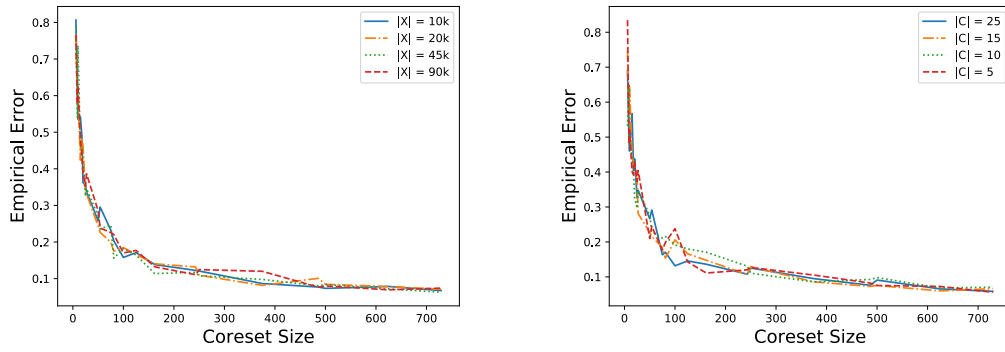 |X| = 10k
|X| = 20k
|X| = 45k
|X| = 90k
0.8
0.7
0.6
0.5
0.4
0.3
0.2
0.1
Empirical Error
0 100 200 300 400 500 600 700
Coreset Size
|C| = 25
|C| = 15
|C| = 10
|C| = 5
0.8
0.7
0.6
0.5
0.4
0.3
0.2
0.1
Empirical Error
0 100 200 300 400 500 600 700
Coreset Size